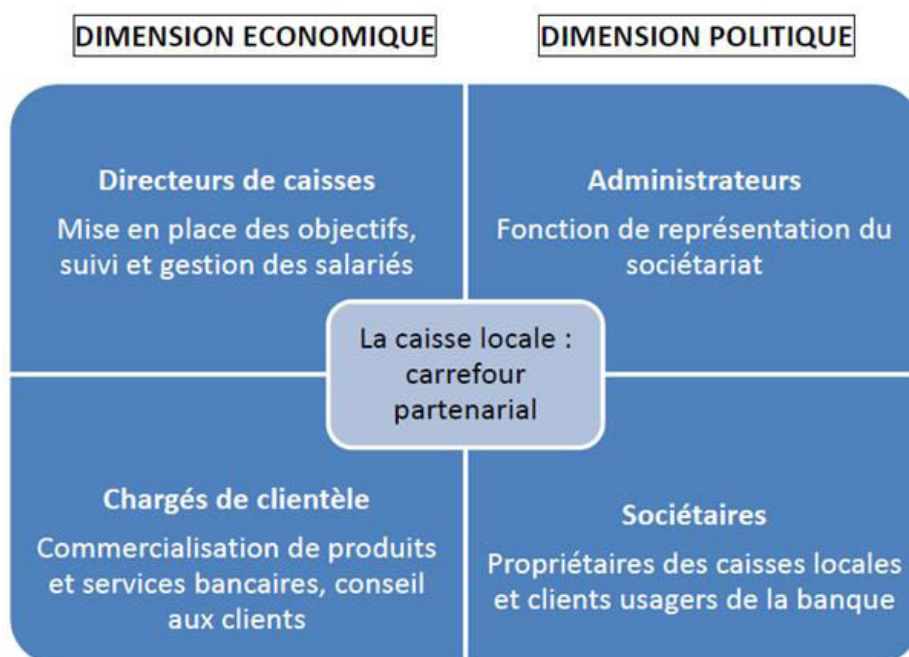 DIMENSION ECONOMIQUE
DIMENSION POLITIQUE
Directeurs de caisses
Mise en place des objectifs,
suivi et gestion des salariés
Administrateurs
Fonction de représentation du
sociétariat
La caisse locale :
carrefour
partenarial
Chargés de clientèle
Commercialisation de produits
et services bancaires, conseil
aux clients
Sociétaires
Propriétaires des caisses locales
et clients usagers de la banque